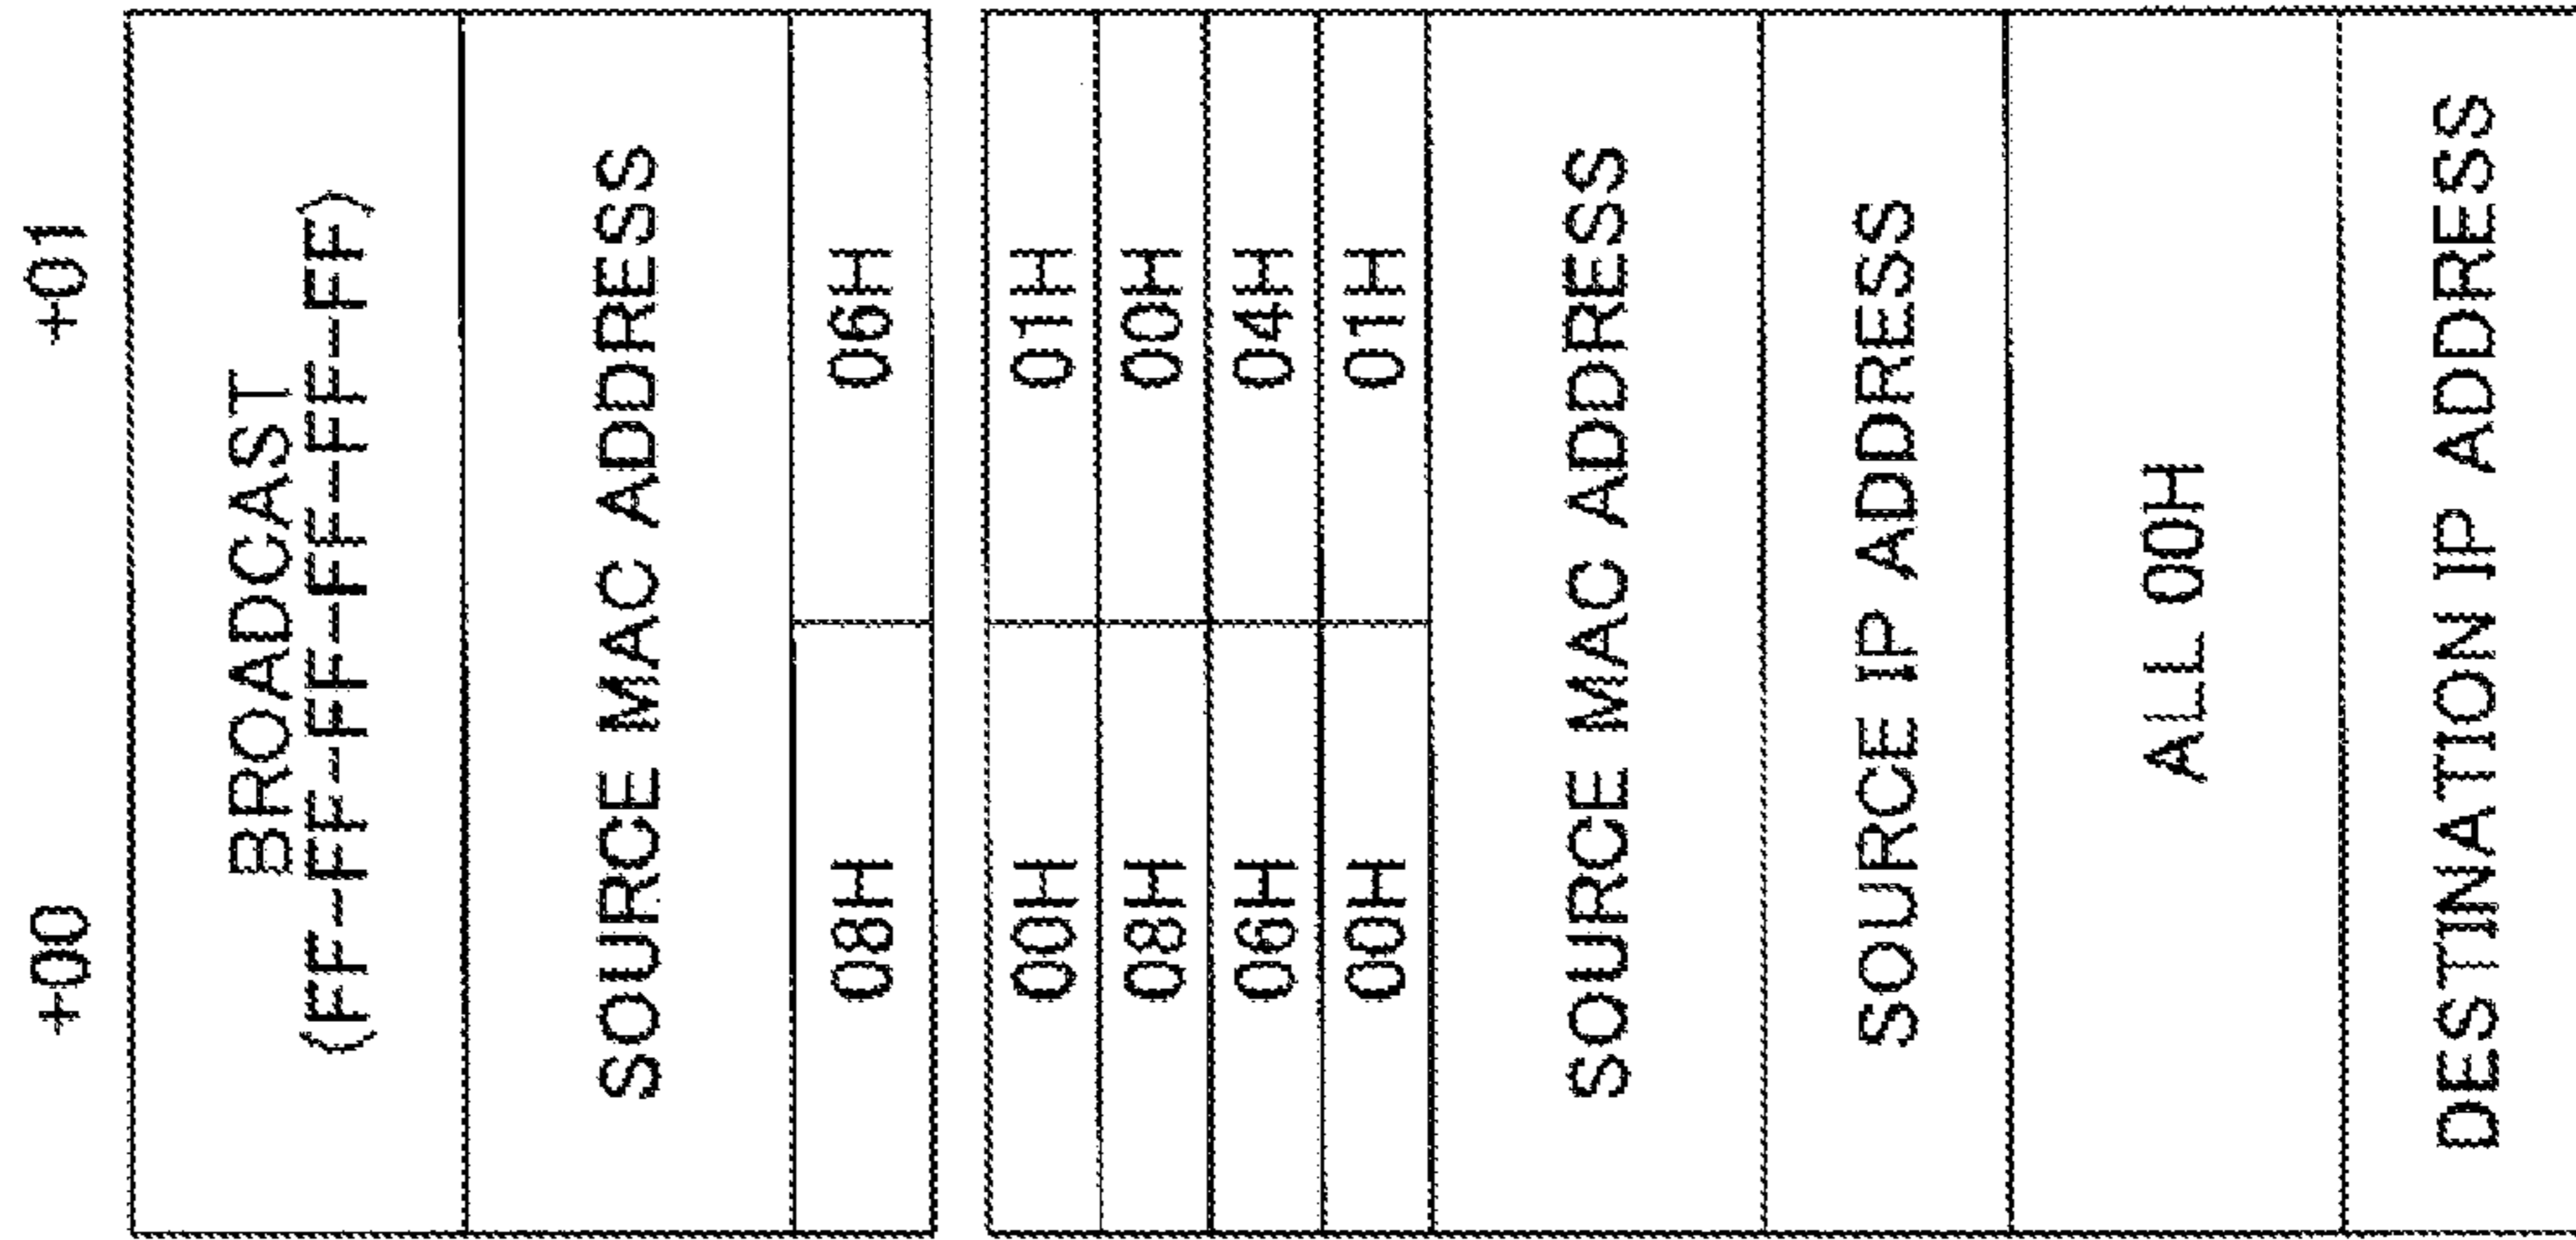 +00 +01
BROADCAST
(FF-FF-FF-FF-FF-FF)
SOURCE MAC ADDRESS
08H 06H
00H 01H
08H 00H
06H 04H
00H 01H
SOURCE MAC ADDRESS
SOURCE IP ADDRESS
ALL 00H
DESTINATION IP ADDRESS